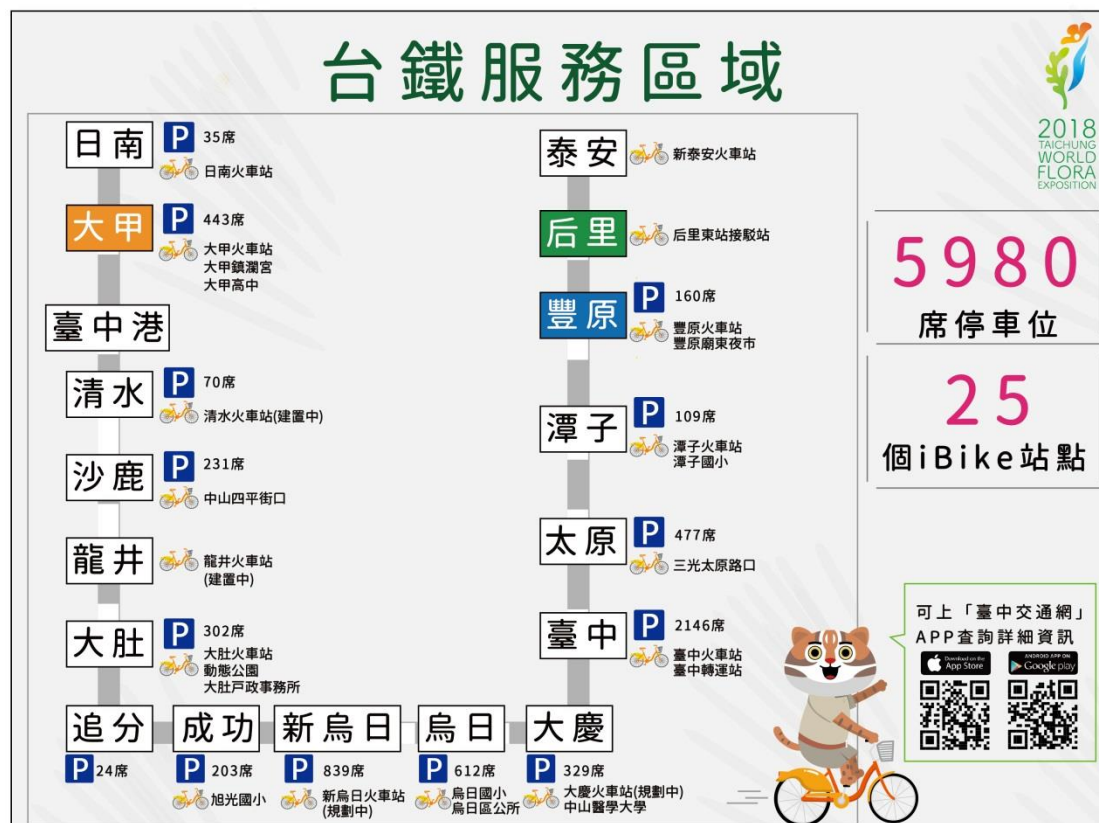 台鐵服務區域
2018
TAICHUNG
WORLD
FLORA
EXPOSITION
日南
P 35席
日南火車站
大甲
P 443席
大甲火車站
大甲鎮瀾宮
大甲高中
臺中港
清水
P 70席
清水火車站(建置中)
沙鹿
P 231席
中山四平街口
龍井
龍井火車站
(建置中)
大肚
P 302席
大肚火車站
動態公園
大肚戶政事務所
追分
P 24席
成功
P 203席
旭光國小
新烏日
P 839席
新烏日火車站
(規劃中)
烏日
P 612席
烏日國小
烏日區公所
大慶
P 329席
大慶火車站(規劃中)
中山醫學大學
泰安
新泰安火車站
后里
后里東站接駁站
豐原
P 160席
豐原火車站
豐原廟東夜市
潭子
P 109席
潭子火車站
潭子國小
太原
P 477席
三光太原路口
臺中
P 2146席
臺中火車站
臺中轉運站
5980
席停車位
25
個iBike站點
可上「臺中交通網」
APP查詢詳細資訊
Download on the
App Store
ANDROID APP ON
Google play